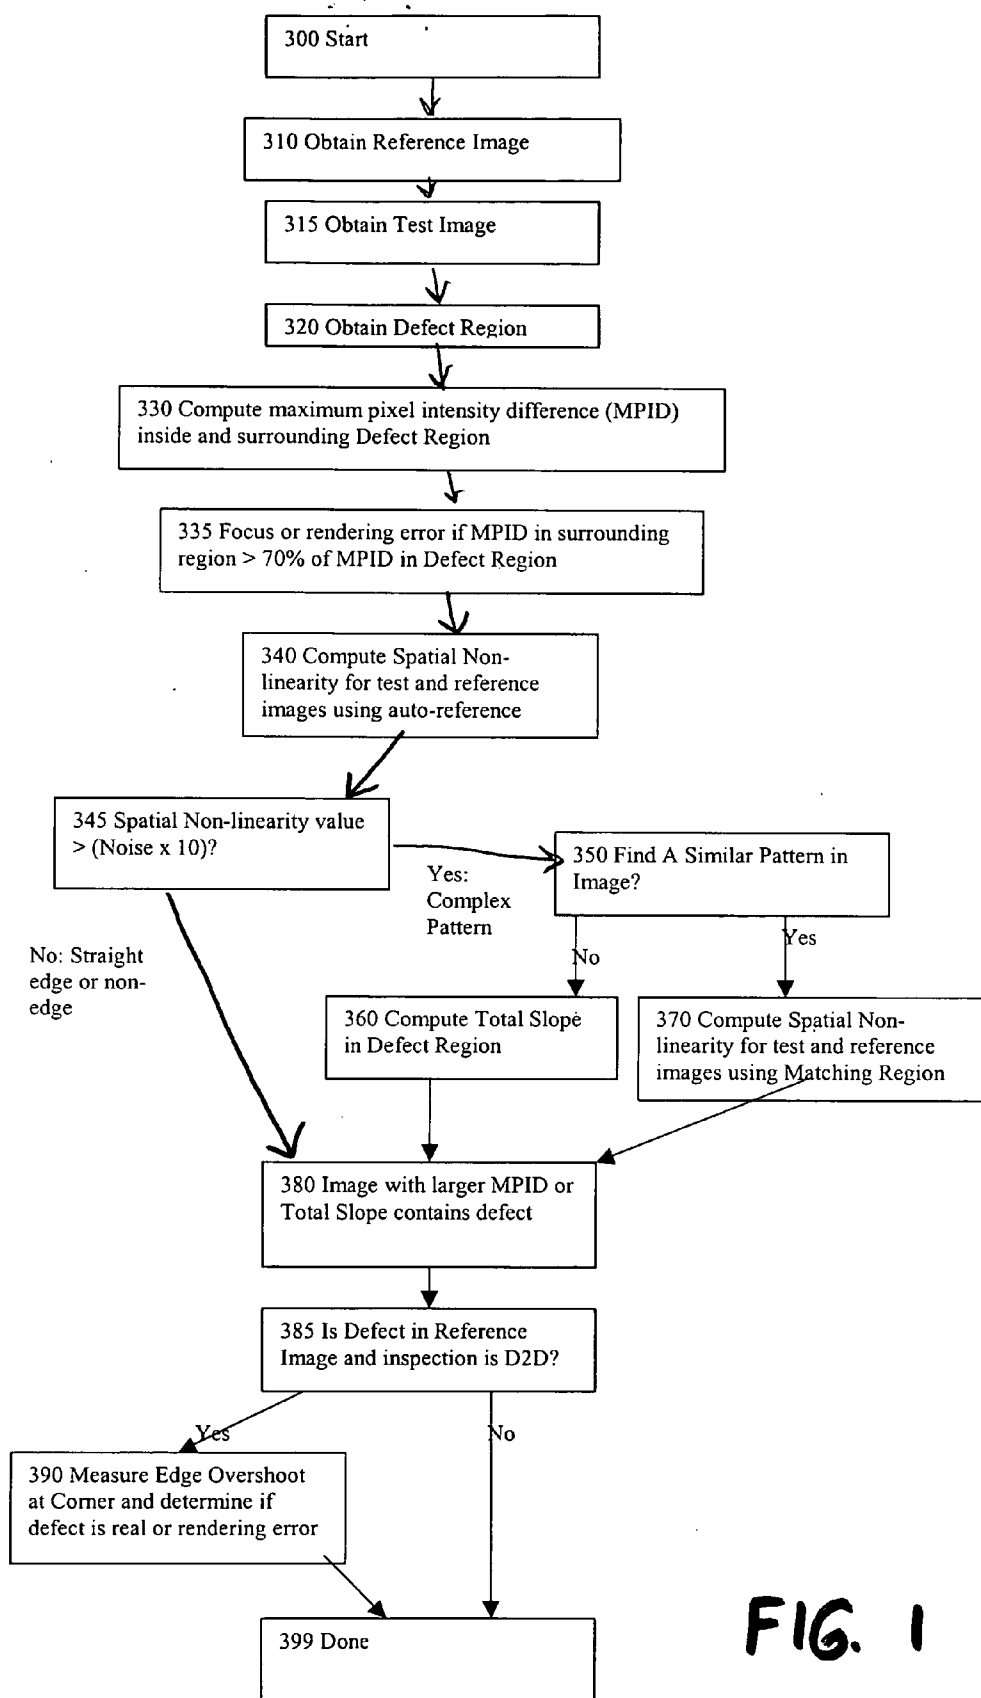 300 Start
310 Obtain Reference Image
315 Obtain Test Image
320 Obtain Defect Region
330 Compute maximum pixel intensity difference (MPID)
inside and surrounding Defect Region
335 Focus or rendering error if MPID in surrounding
region > 70% of MPID in Defect Region
340 Compute Spatial Non-
linearity for test and reference
images using auto-reference
345 Spatial Non-linearity value
> (Noise x 10)?
Yes:
Complex
Pattern
350 Find A Similar Pattern in
Image?
No: Straight
edge or non-
edge
No
Yes
360 Compute Total Slope
in Defect Region
370 Compute Spatial Non-
linearity for test and reference
images using Matching Region
380 Image with larger MPID or
Total Slope contains defect
385 Is Defect in Reference
Image and inspection is D2D?
Yes
No
390 Measure Edge Overshoot
at Corner and determine if
defect is real or rendering error
399 Done
FIG. 1